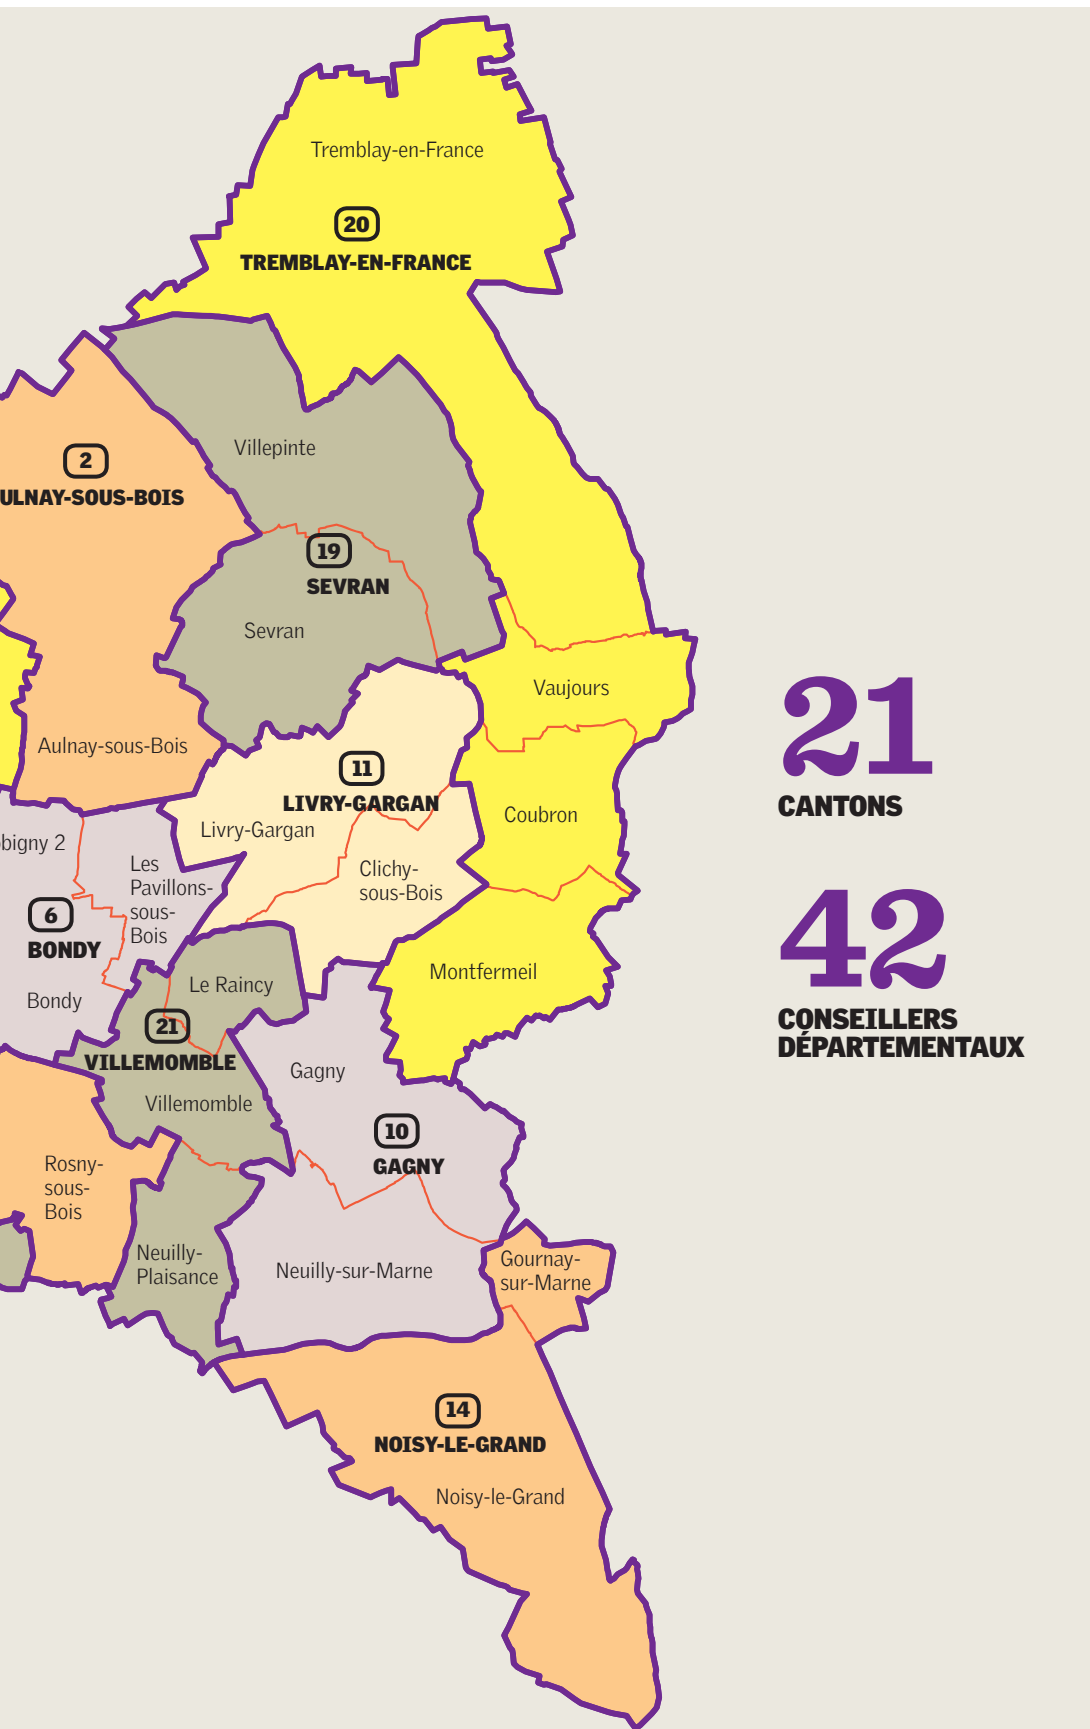 Tremblay-en-France
20
TREMBLAY-EN-FRANCE
Villepinte
2
ULNAY-SOUS-BOIS
19
SEVRAN
Sevran
Vaujours
21
CANTONS
Aulnay-sous-Bois
11
LIVRY-GARGAN
Livry-Gargan
Coubron
obigny 2
Les
Pavillons-
sous-
Bois
Clichy-
sous-Bois
6
BONDY
Bondy
42
CONSEILLERS
DÉPARTEMENTAUX
Le Raincy
Montfermeil
21
VILLEMOMBLE
Villemomble
Gagny
10
GAGNY
Rosny-
sous-
Bois
Neuilly-
Plaisance
Neuilly-sur-Marne
Gournay-
sur-Marne
14
NOISY-LE-GRAND
Noisy-le-Grand